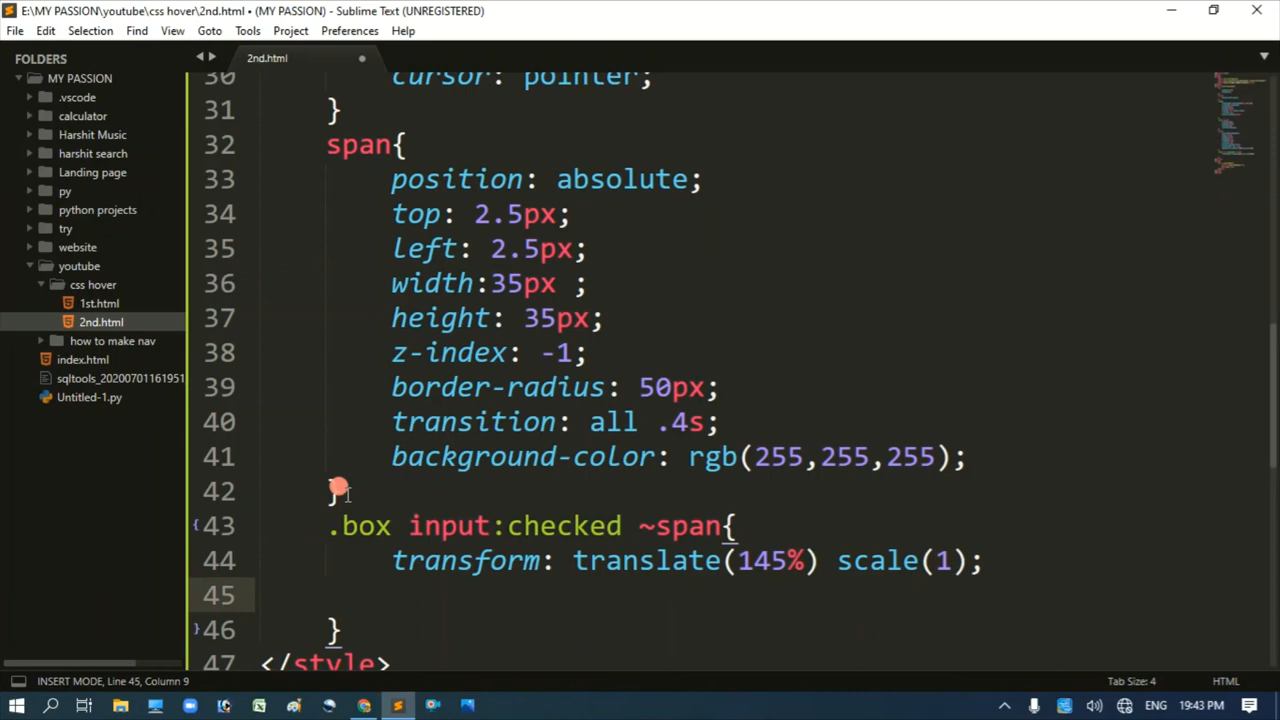 E:\MY PASSION\youtube\css hover\2nd.html • (MY PASSION) - Sublime Text (UNREGISTERED)
File Edit Selection Find View Goto Tools Project Preferences Help
FOLDERS
MY PASSION
.vscode
calculator
Harshit Music
harshit search
Landing page
py
python projects
try
website
youtube
css hover
1st.html
2nd.html
how to make nav
index.html
sqltools_20200701161951
Untitled-1.py
2nd.html
30 cursor: pointer;
31 }
32 span{
33 position: absolute;
34 top: 2.5px;
35 left: 2.5px;
36 width:35px ;
37 height: 35px;
38 z-index: -1;
39 border-radius: 50px;
40 transition: all .4s;
41 background-color: rgb(255,255,255);
42 }
43 .box input:checked ~span{
44 transform: translate(145%) scale(1);
45
46 }
47 </style>
INSERT MODE, Line 45, Column 9 Tab Size: 4 HTML
ENG 19:43 PM